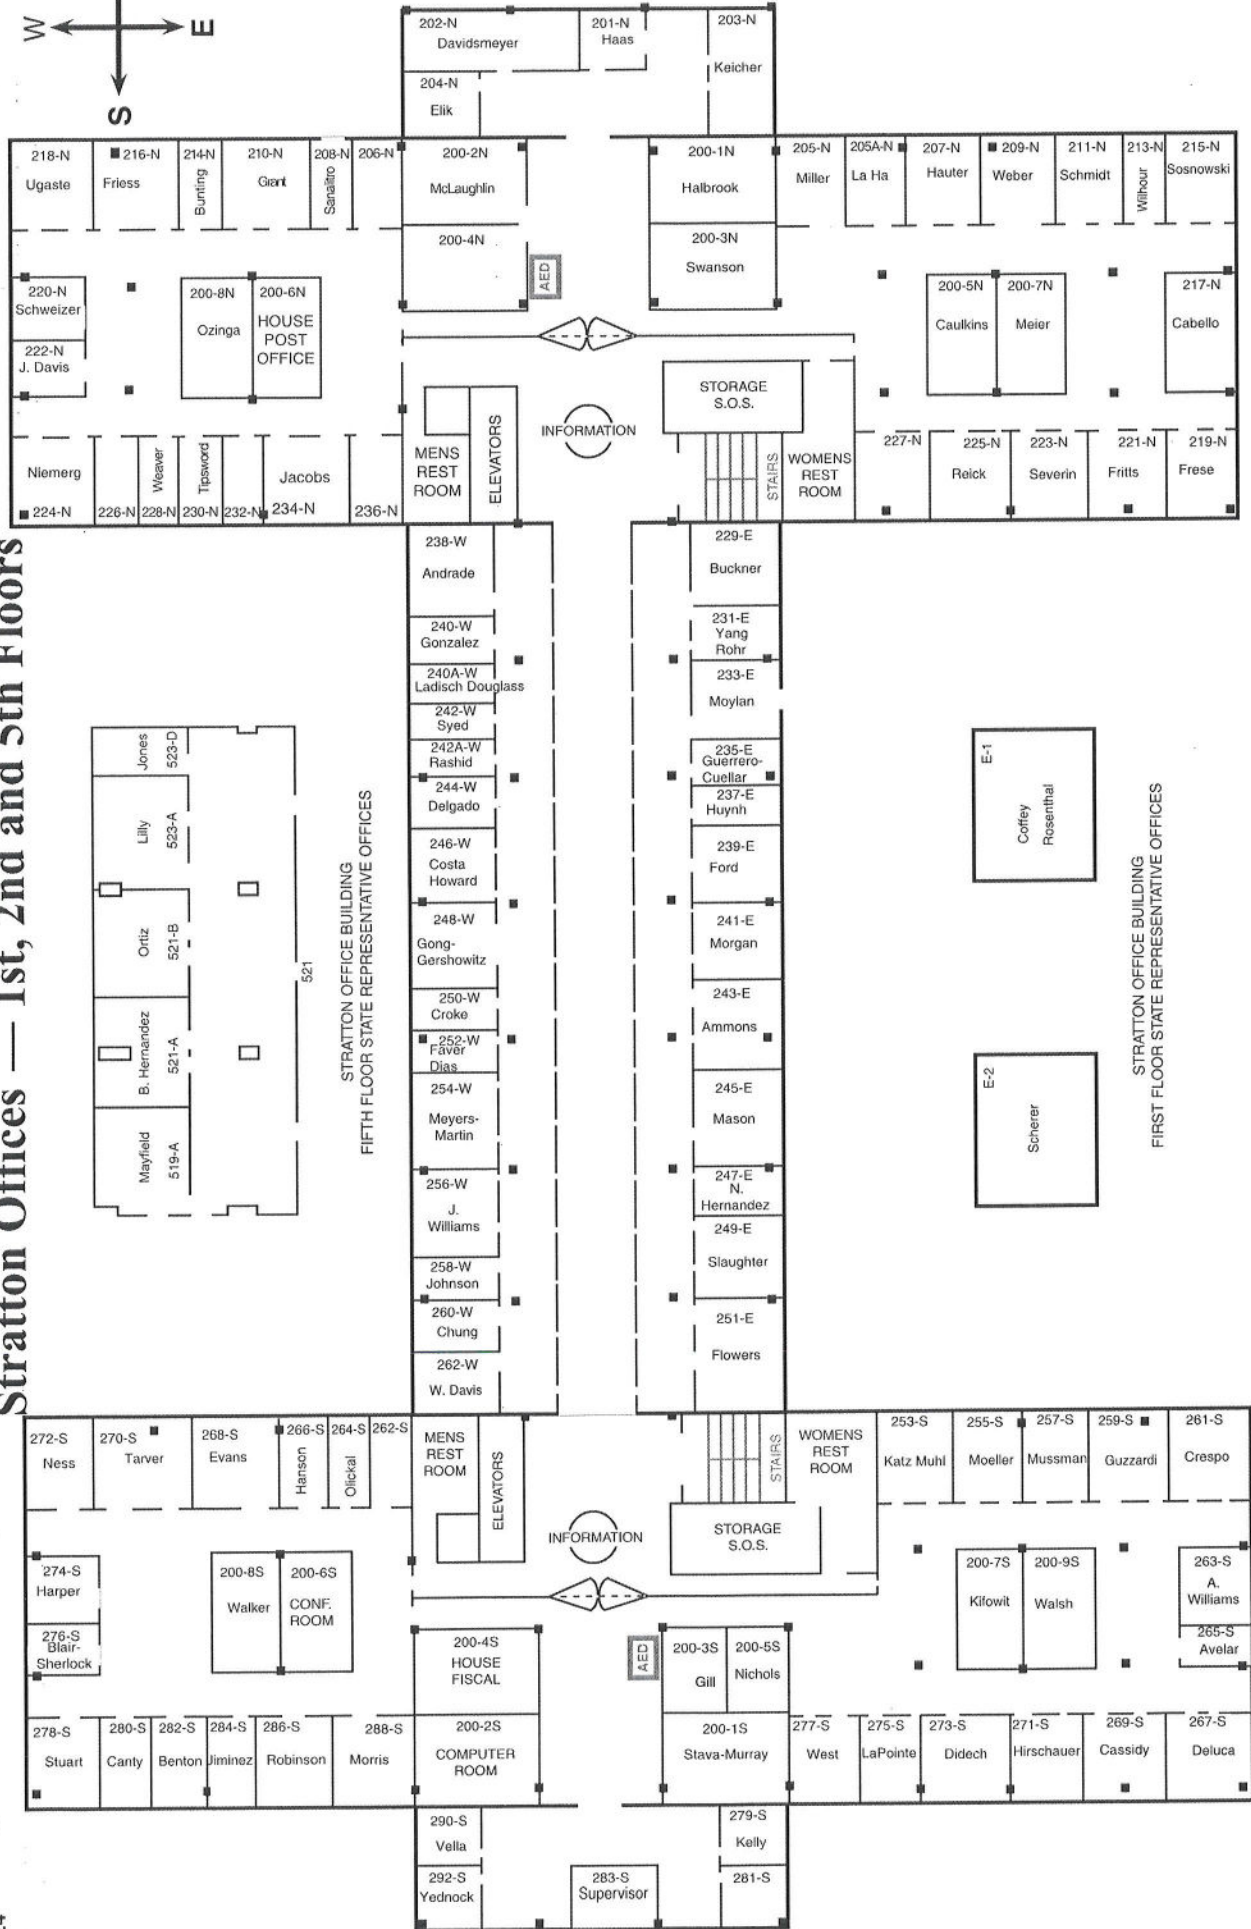 Stratton Offices — 1st, 2nd and 5th Floors
W
E
S
202-N
Davidsmeyer
201-N
Haas
203-N
Keicher
204-N
Elik
218-N
Ugaste
216-N
Friess
214-N
Bunting
210-N
Grant
208-N
Sanalitro
206-N
200-2N
McLaughlin
200-1N
Halbrook
205-N
Miller
205A-N
La Ha
207-N
Hauter
209-N
Weber
211-N
Schmidt
213-N
Wilhour
215-N
Sosnowski
200-4N
AED
200-3N
Swanson
220-N
Schweizer
222-N
J. Davis
200-8N
Ozinga
200-6N
HOUSE
POST
OFFICE
200-5N
Caulkins
200-7N
Meier
217-N
Cabello
STORAGE
S.O.S.
INFORMATION
MENS
REST
ROOM
ELEVATORS
STAIRS
WOMENS
REST
ROOM
Niemerg
224-N
226-N
Weaver
228-N
Tipsword
230-N
232-N
Jacobs
234-N
236-N
227-N
225-N
Reick
223-N
Severin
221-N
Fritts
219-N
Frese
238-W
Andrade
240-W
Gonzalez
240A-W
Ladisch Douglass
242-W
Syed
242A-W
Rashid
244-W
Delgado
246-W
Costa
Howard
248-W
Gong-
Gershowitz
250-W
Croke
252-W
Faver
Dias
254-W
Meyers-
Martin
256-W
J.
Williams
258-W
Johnson
260-W
Chung
262-W
W. Davis
229-E
Buckner
231-E
Yang
Rohr
233-E
Moylan
235-E
Guerrero-
Cuellar
237-E
Huynh
239-E
Ford
241-E
Morgan
243-E
Ammons
245-E
Mason
247-E
N.
Hernandez
249-E
Slaughter
251-E
Flowers
Jones
523-D
Lilly
523-A
Ortiz
521-B
B. Hernandez
521-A
Mayfield
519-A
521
STRATTON OFFICE BUILDING
FIFTH FLOOR STATE REPRESENTATIVE OFFICES
E-1
Coffey
Rosenthal
E-2
Scherer
STRATTON OFFICE BUILDING
FIRST FLOOR STATE REPRESENTATIVE OFFICES
272-S
Ness
270-S
Tarver
268-S
Evans
266-S
Hanson
264-S
Olickal
262-S
MENS
REST
ROOM
ELEVATORS
STAIRS
WOMENS
REST
ROOM
253-S
Katz Muhl
255-S
Moeller
257-S
Mussman
259-S
Guzzardi
261-S
Crespo
INFORMATION
STORAGE
S.O.S.
274-S
Harper
276-S
Blair-
Sherlock
200-8S
Walker
200-6S
CONF.
ROOM
200-7S
Kifowit
200-9S
Walsh
263-S
A.
Williams
265-S
Avelar
200-4S
HOUSE
FISCAL
AED
200-3S
Gill
200-5S
Nichols
278-S
Stuart
280-S
Canty
282-S
Benton
284-S
Jiminez
286-S
Robinson
288-S
Morris
200-2S
COMPUTER
ROOM
200-1S
Stava-Murray
277-S
West
275-S
LaPointe
273-S
Didech
271-S
Hirschauer
269-S
Cassidy
267-S
Deluca
290-S
Vella
292-S
Yednock
283-S
Supervisor
279-S
Kelly
281-S